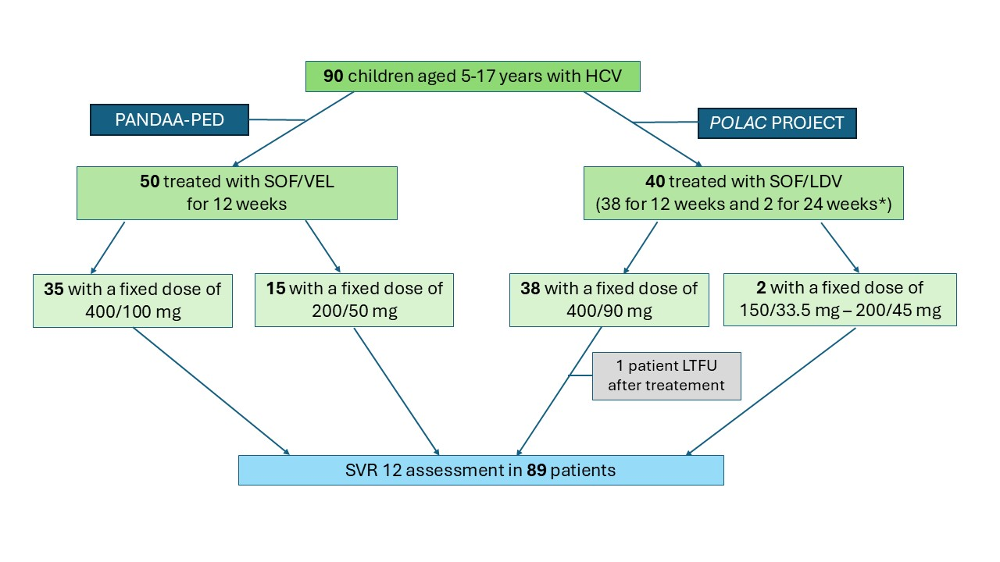 90 children aged 5-17 years with HCV
PANDAA-PED
POLAC PROJECT
50 treated with SOF/VEL
for 12 weeks
40 treated with SOF/LDV
(38 for 12 weeks and 2 for 24 weeks*)
35 with a fixed dose of
400/100 mg
15 with a fixed dose of
200/50 mg
38 with a fixed dose of
400/90 mg
2 with a fixed dose of
150/33.5 mg – 200/45 mg
1 patient LTFU
after treatement
SVR 12 assessment in 89 patients